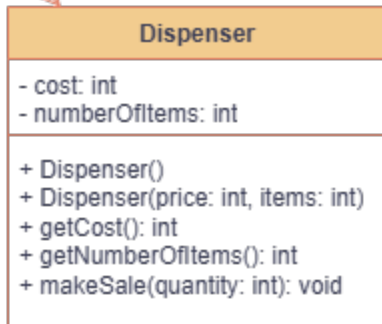 Dispenser
- cost: int
- numberOfItems: int
+ Dispenser()
+ Dispenser(price: int, items: int)
+ getCost(): int
+ getNumberOfItems(): int
+ makeSale(quantity: int): void